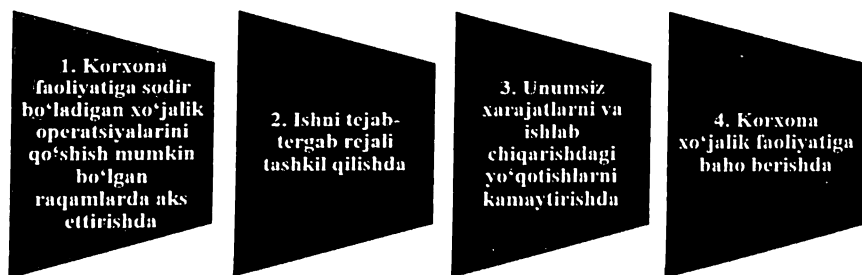 1. Korxona
faoliyatiga sodir
bo‘ladigan xo‘jalik
operatsiyalarini
qo‘shish mumkin
bo‘lgan
raqamlarda aks
ettirishda
2. Ishni tejab-
tergab rejali
tashkil qilishda
3. Unumsiz
xarajatlarni va
ishlab
chiqarishdagi
yo‘qotishlarni
kamaytirishda
4. Korxona
xo‘jalik faoliyatiga
baho berishda